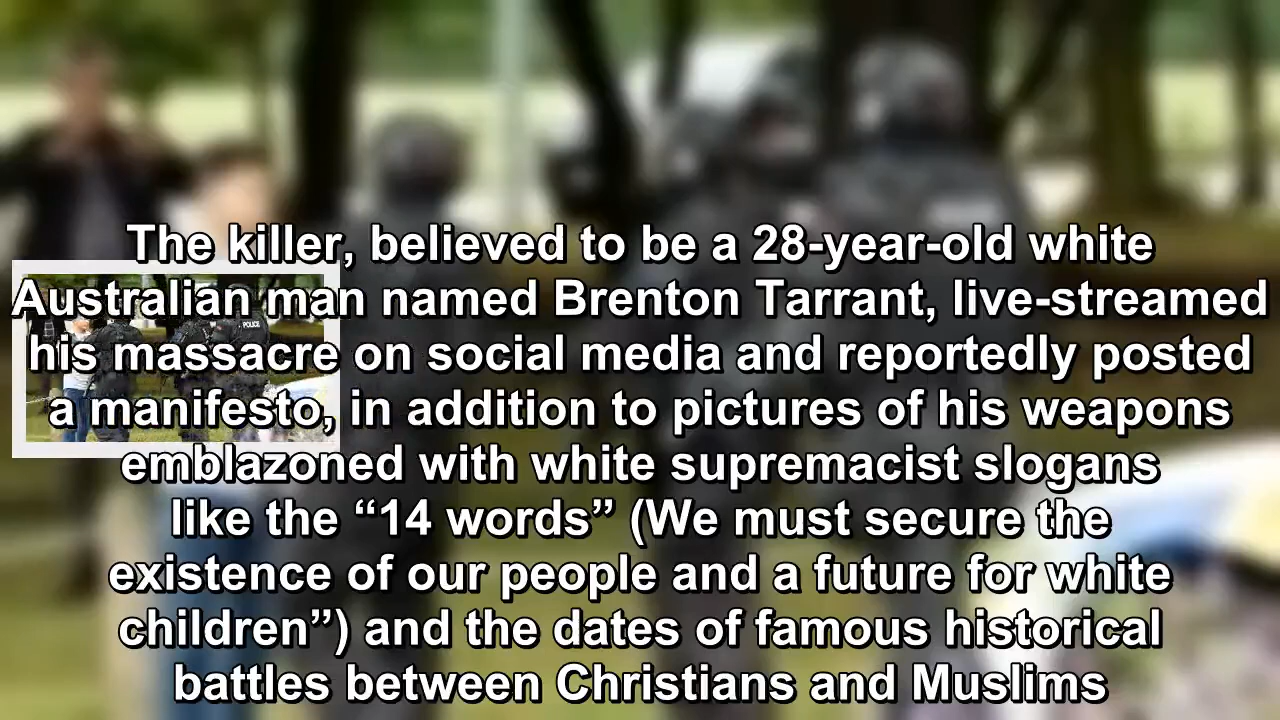 The killer, believed to be a 28-year-old white
Australian man named Brenton Tarrant, live-streamed
his massacre on social media and reportedly posted
a manifesto, in addition to pictures of his weapons
emblazoned with white supremacist slogans
like the “14 words” (We must secure the
existence of our people and a future for white
children”) and the dates of famous historical
battles between Christians and Muslims
POLICE